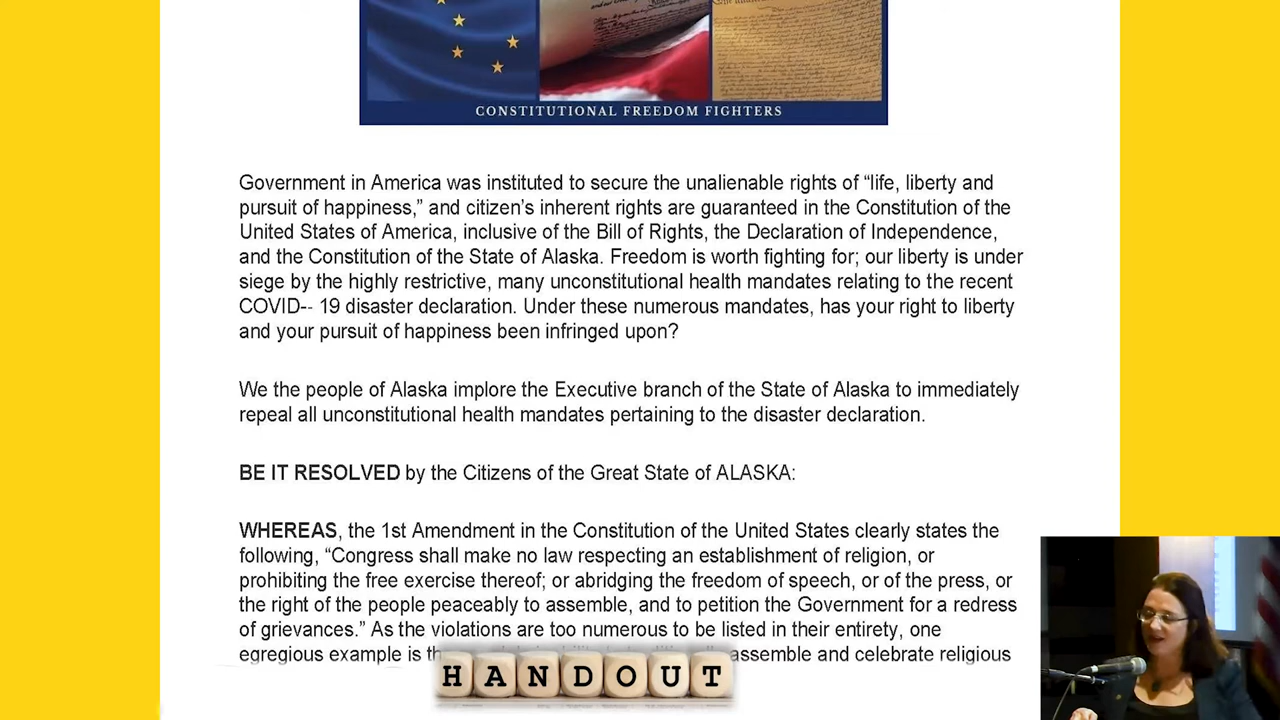 CONSTITUTIONAL FREEDOM FIGHTERS
Government in America was instituted to secure the unalienable rights of “life, liberty and
pursuit of happiness,” and citizen’s inherent rights are guaranteed in the Constitution of the
United States of America, inclusive of the Bill of Rights, the Declaration of Independence,
and the Constitution of the State of Alaska. Freedom is worth fighting for; our liberty is under
siege by the highly restrictive, many unconstitutional health mandates relating to the recent
COVID-- 19 disaster declaration. Under these numerous mandates, has your right to liberty
and your pursuit of happiness been infringed upon?
We the people of Alaska implore the Executive branch of the State of Alaska to immediately
repeal all unconstitutional health mandates pertaining to the disaster declaration.
BE IT RESOLVED by the Citizens of the Great State of ALASKA:
WHEREAS, the 1st Amendment in the Constitution of the United States clearly states the
following, “Congress shall make no law respecting an establishment of religion, or
prohibiting the free exercise thereof; or abridging the freedom of speech, or of the press, or
the right of the people peaceably to assemble, and to petition the Government for a redress
of grievances.” As the violations are too numerous to be listed in their entirety, one
egregious example is assemble and celebrate religious
HANDOUT